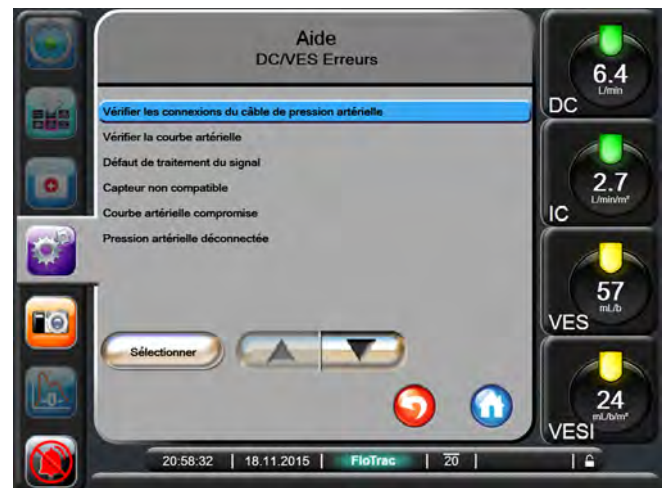 Aide
DC/VES Erreurs
Vérifier les connexions du câble de pression artérielle
Vérifier la courbe artérielle
Défaut de traitement du signal
Capteur non compatible
Courbe artérielle compromise
Pression artérielle déconnectée
Sélectionner
6.4
L/min
DC
2.7
L/min/m²
IC
57
mL/b
VES
24
mL/b/m²
VESI
20:58:32 | 18.11.2015 | FloTrac | 20 |